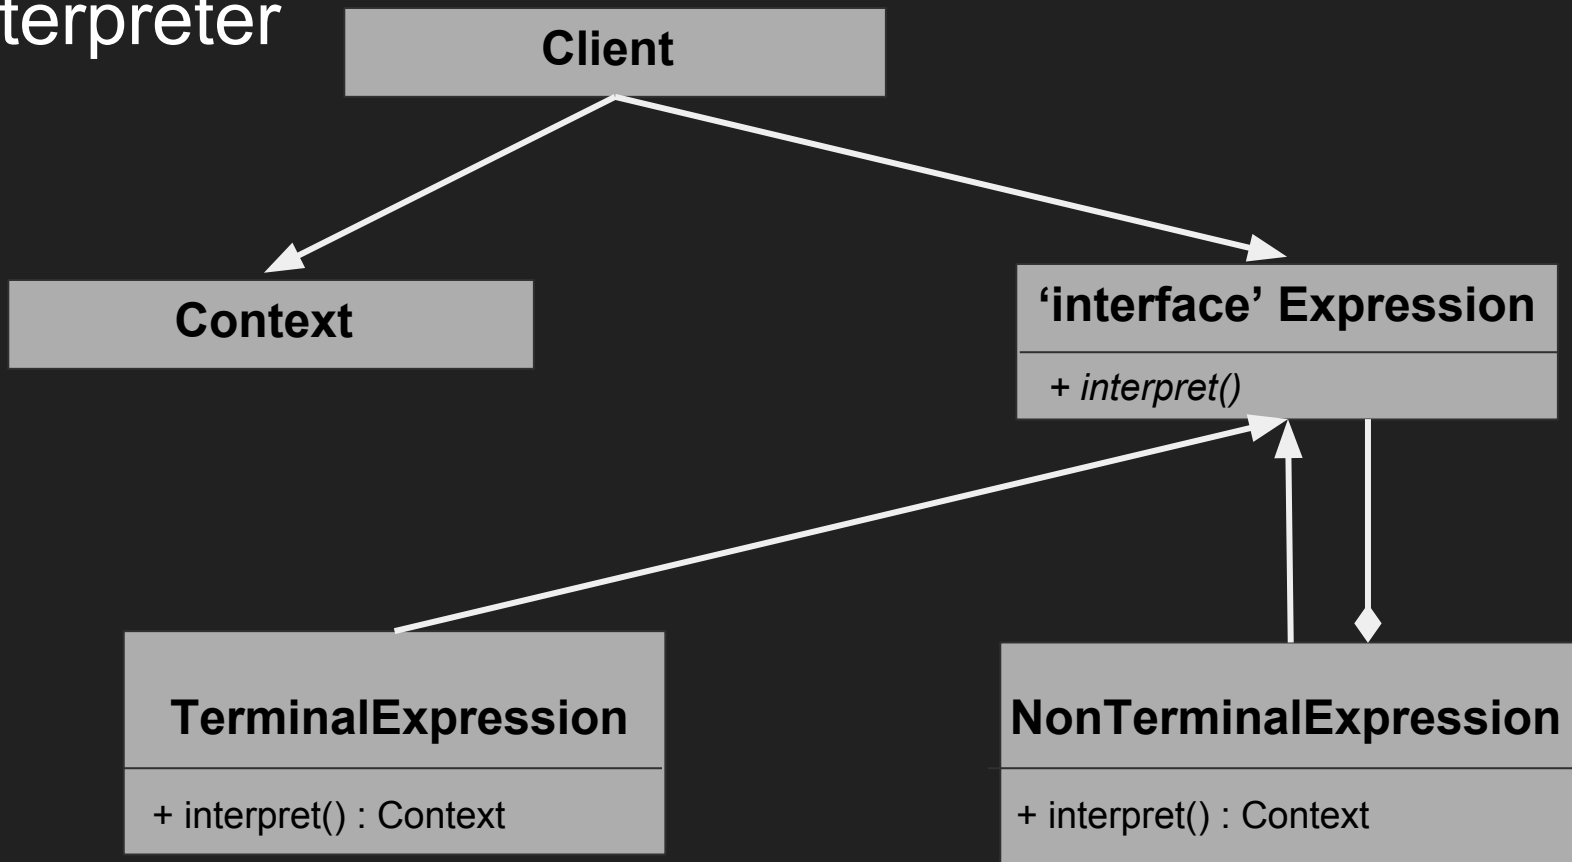 terpreter
Client
Context
‘interface’ Expression
+ interpret()
TerminalExpression
+ interpret() : Context
NonTerminalExpression
+ interpret() : Context